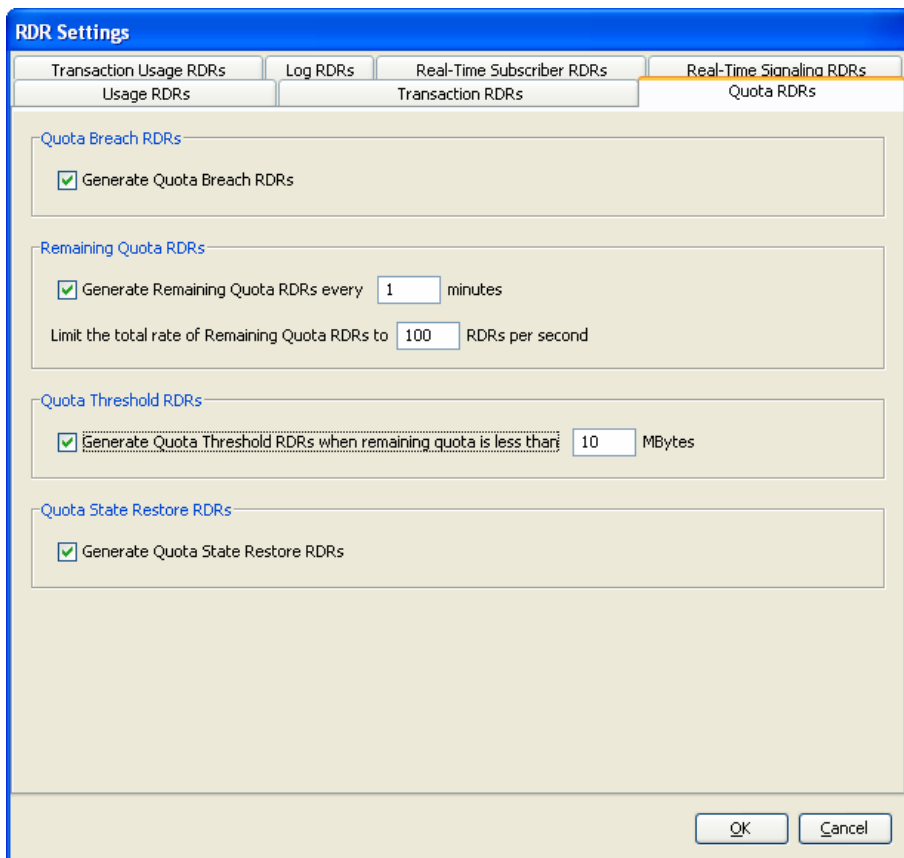 RDR Settings
Transaction Usage RDRs
Log RDRs
Real-Time Subscriber RDRs
Real-Time Signaling RDRs
Usage RDRs
Transaction RDRs
Quota RDRs
Quota Breach RDRs
Generate Quota Breach RDRs
Remaining Quota RDRs
Generate Remaining Quota RDRs every 1 minutes
Limit the total rate of Remaining Quota RDRs to 100 RDRs per second
Quota Threshold RDRs
Generate Quota Threshold RDRs when remaining quota is less than 10 MBytes
Quota State Restore RDRs
Generate Quota State Restore RDRs
OK
Cancel